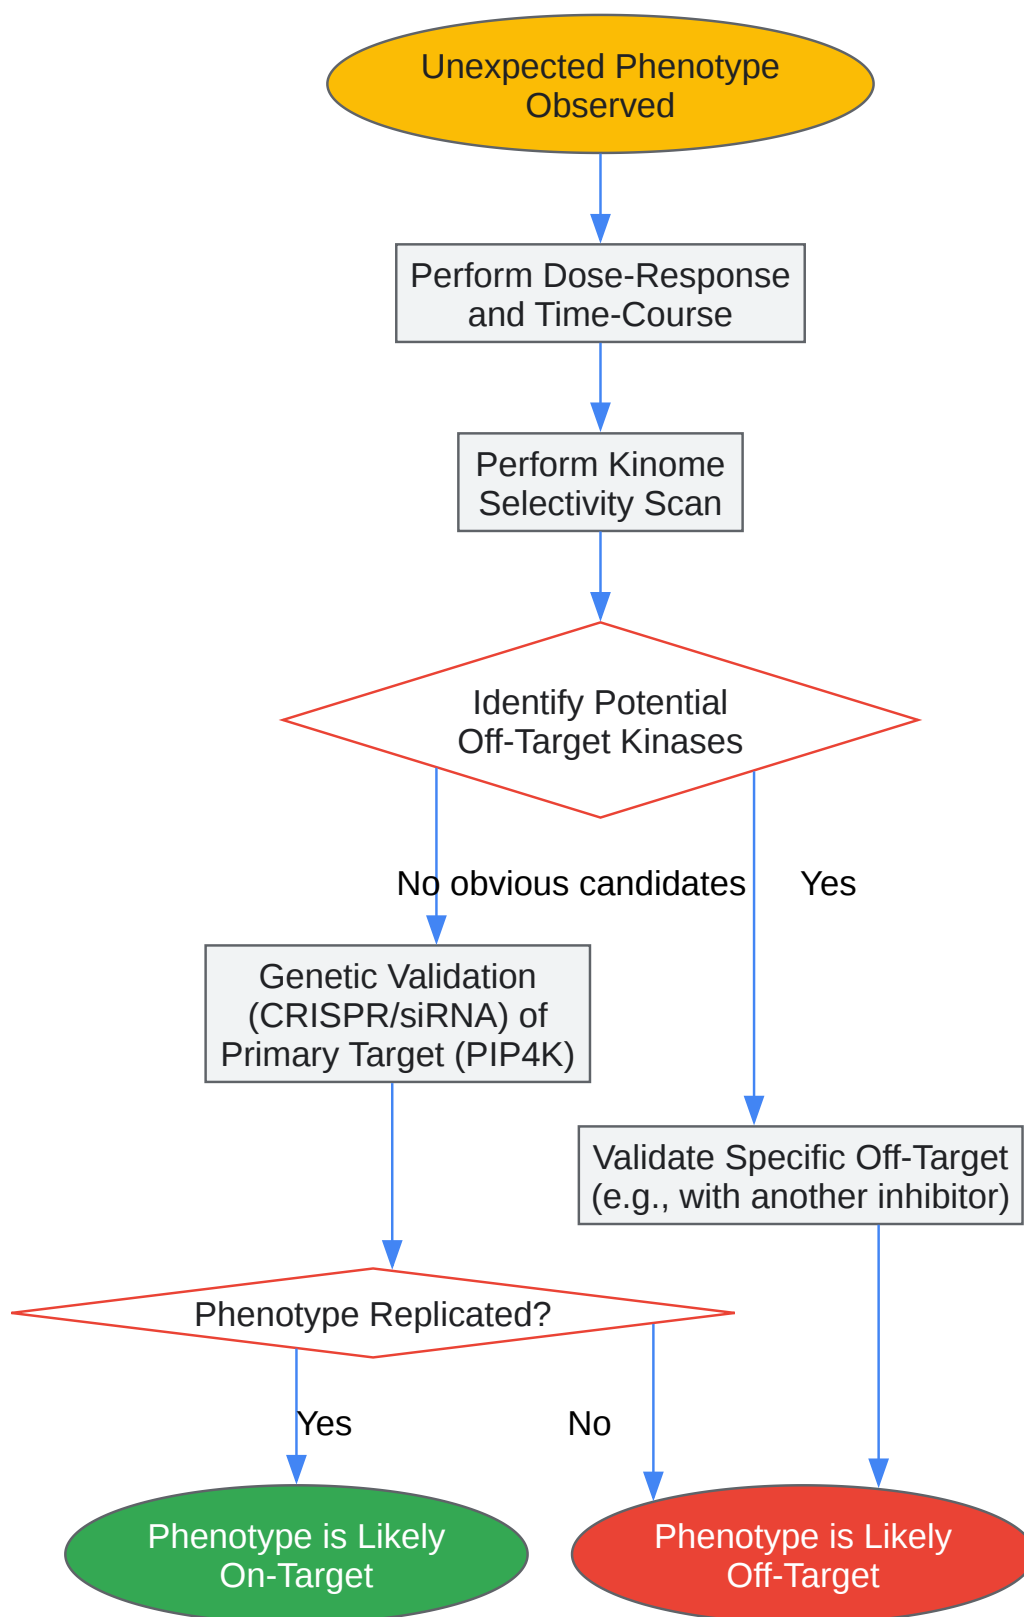 Unexpected Phenotype
Observed
Perform Dose-Response
and Time-Course
Perform Kinome
Selectivity Scan
Identify Potential
Off-Target Kinases
No obvious candidates
Yes
Genetic Validation
(CRISPR/siRNA) of
Primary Target (PIP4K)
Validate Specific Off-Target
(e.g., with another inhibitor)
Phenotype Replicated?
Yes
No
Phenotype is Likely
On-Target
Phenotype is Likely
Off-Target